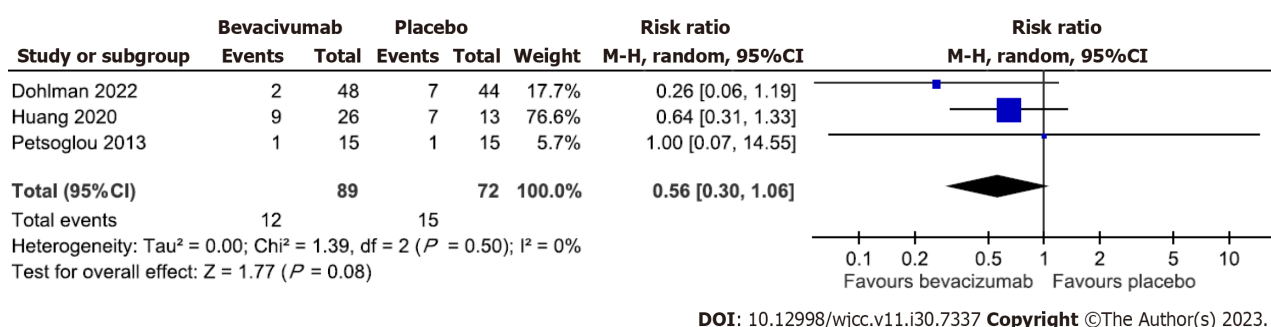 Bevacivumab Placebo Risk ratio Risk ratio
Study or subgroup Events Total Events Total Weight M-H, random, 95%CI M-H, random, 95%CI
Dohlman 2022 2 48 7 44 17.7% 0.26 [0.06, 1.19]
Huang 2020 9 26 7 13 76.6% 0.64 [0.31, 1.33]
Petsoglou 2013 1 15 1 15 5.7% 1.00 [0.07, 14.55]
Total (95%CI) 89 72 100.0% 0.56 [0.30, 1.06]
Total events 12 15
Heterogeneity: Tau² = 0.00; Chi² = 1.39, df = 2 (P = 0.50); I² = 0%
Test for overall effect: Z = 1.77 (P = 0.08)
0.1 0.2 0.5 1 2 5 10
Favours bevacizumab Favours placebo
DOI: 10.12998/wjcc.v11.i30.7337 Copyright ©The Author(s) 2023.